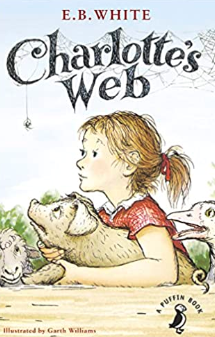 E.B.WHITE
Charlotte's
Web
Illustrated by Garth Williams
A PUFFIN BOOK